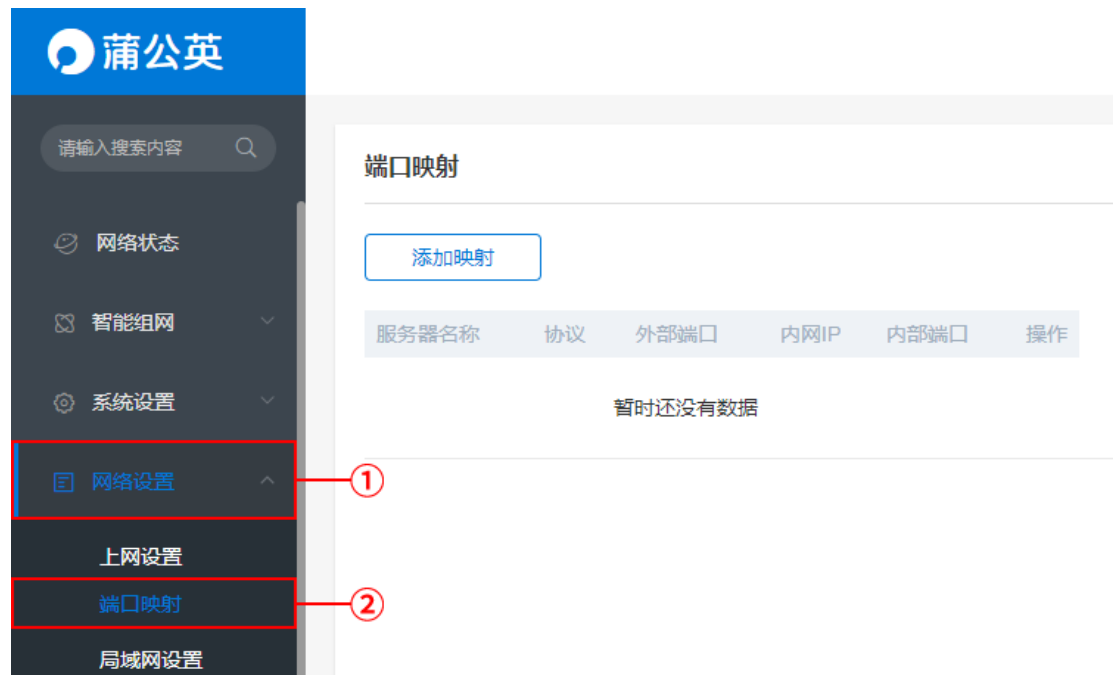 蒲公英
请输入搜索内容
网络状态
智能组网
系统设置
网络设置
上网设置
端口映射
局域网设置
①
②
端口映射
添加映射
服务器名称 协议 外部端口 内网IP 内部端口 操作
暂时还没有数据